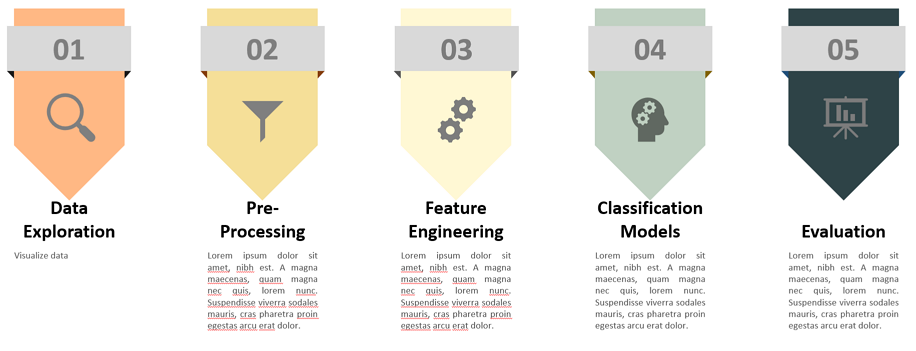 01
02
03
04
05
Data
Exploration
Visualize data
Pre-
Processing
Lorem ipsum dolor sit
amet, nibh est. A magna
maecenas, quam magna
nec quis, lorem nunc.
Suspendisse viverra sodales
mauris, cras pharetra proin
egestas arcu erat dolor.
Feature
Engineering
Lorem ipsum dolor sit
amet, nibh est. A magna
maecenas, quam magna
nec quis, lorem nunc.
Suspendisse viverra sodales
mauris, cras pharetra proin
egestas arcu erat dolor.
Classification
Models
Lorem ipsum dolor sit
amet, nibh est. A magna
maecenas, quam magna
nec quis, lorem nunc.
Suspendisse viverra sodales
mauris, cras pharetra proin
egestas arcu erat dolor.
Evaluation
Lorem ipsum dolor sit
amet, nibh est. A magna
maecenas, quam magna
nec quis, lorem nunc.
Suspendisse viverra sodales
mauris, cras pharetra proin
egestas arcu erat dolor.